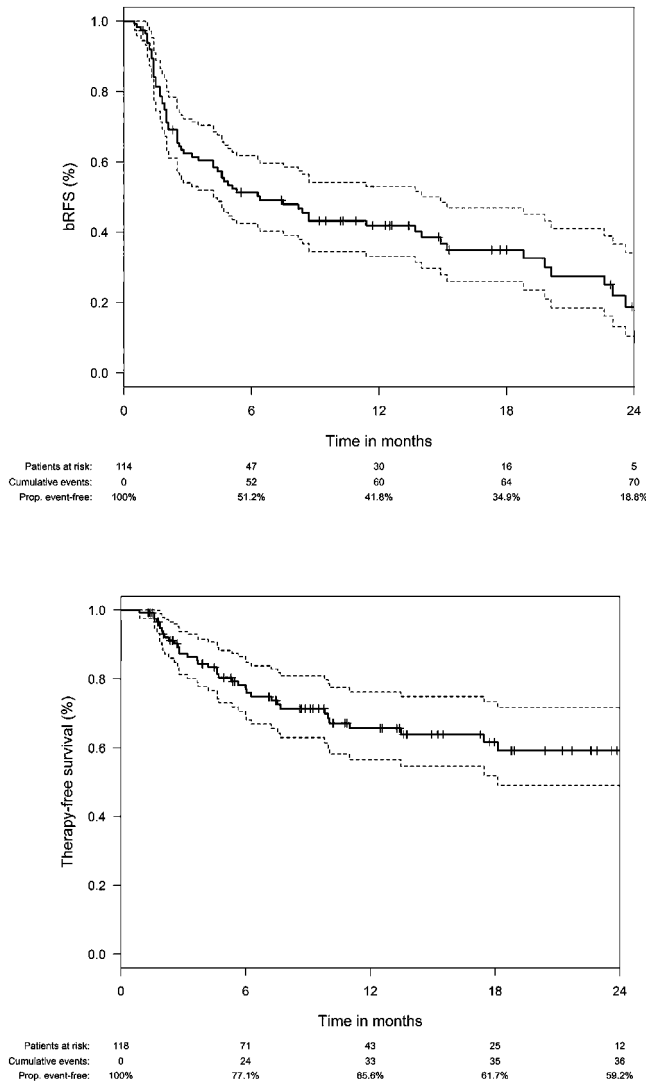 1.0
0.8
0.6
0.4
0.2
0.0
bRFS (%)
0 6 12 18 24
Time in months
Patients at risk: 114 47 30 16 5
Cumulative events: 0 52 60 64 70
Prop. event-free: 100% 51.2% 41.8% 34.9% 18.8%
1.0
0.8
0.6
0.4
0.2
0.0
Therapy-free survival (%)
0 6 12 18 24
Time in months
Patients at risk: 118 71 43 25 12
Cumulative events: 0 24 33 35 36
Prop. event-free: 100% 77.1% 65.6% 61.7% 59.2%